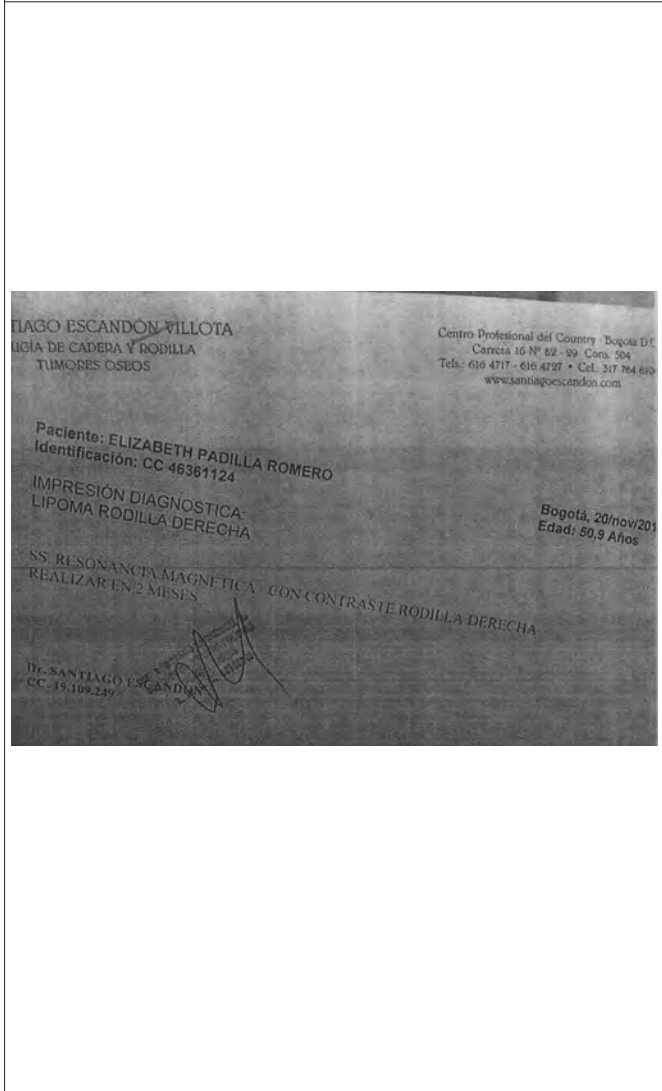 TIAGO ESCANDÓN VILLOTA
UGIA DE CADERA Y RODILLA
TUMORES OSEOS
Centro Profesional del Country - Bogotá D.C.
Carrera 16 Nº 82 - 29 Cons. 504
Tels.: 616 4717 - 616 4727 • Cel. 317 764 610
www.santiagoescandon.com
Paciente: ELIZABETH PADILLA ROMERO
Identificación: CC 46361124
Bogotá, 20/nov/201
Edad: 50,9 Años
IMPRESIÓN DIAGNOSTICA:
LIPOMA RODILLA DERECHA
SS. RESONANCIA MAGNETICA - CON CONTRASTE RODILLA DERECHA
REALIZAR EN 2 MESES
Dr. SANTIAGO ESCANDON
CC -19.109.249